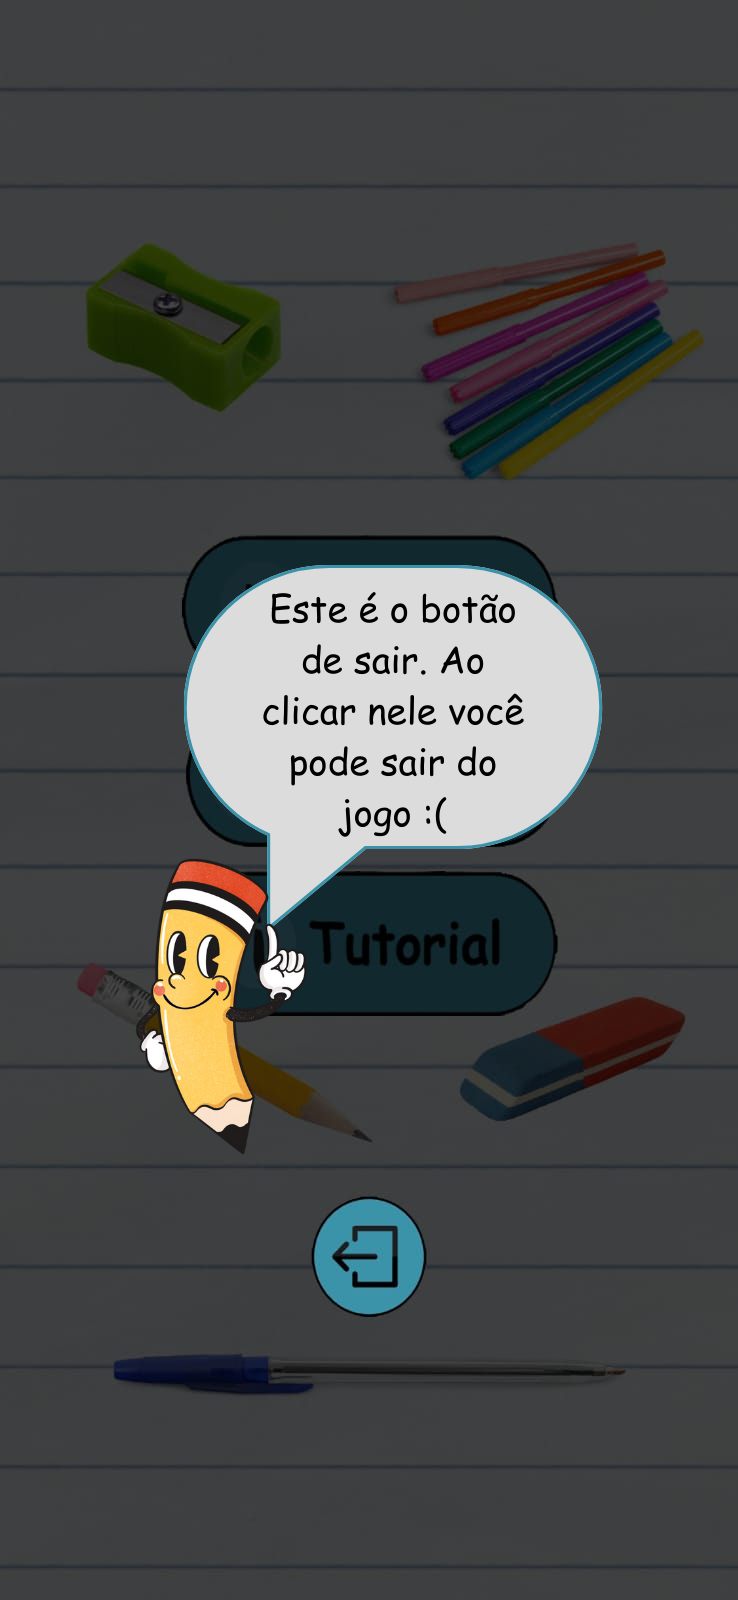 Este é o botão
de sair. Ao
clicar nele você
pode sair do
jogo :(
Tutorial